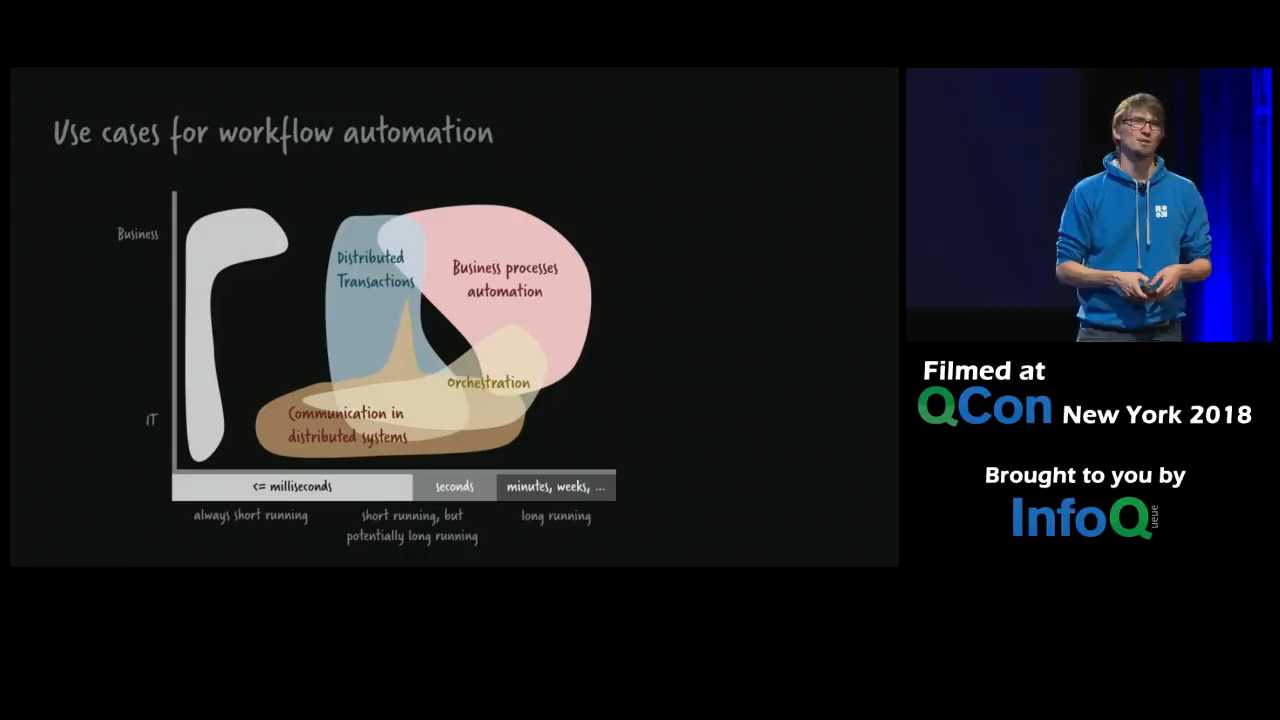 Use cases for workflow automation
Business
Distributed
Transactions
Business processes
automation
Orchestration
IT
Communication in
distributed systems
<= milliseconds
seconds
minutes, weeks, ...
always short running
short running, but
potentially long running
long running
Filmed at
QCon New York 2018
Brought to you by
InfoQ
ueue